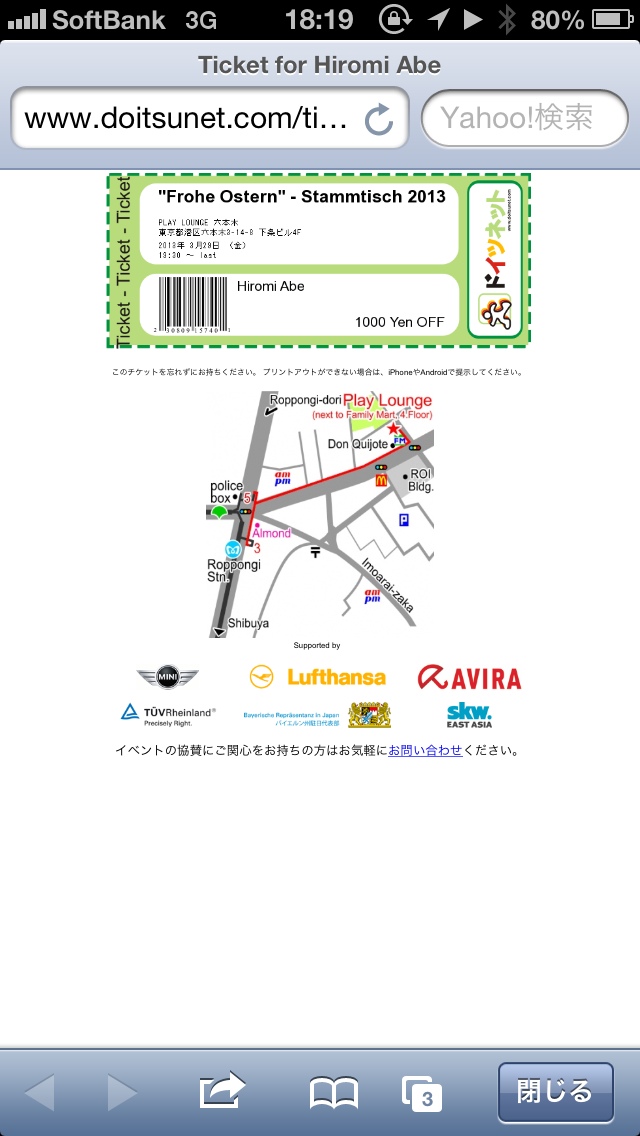 SoftBank 3G 18:19 80%
Ticket for Hiromi Abe
www.doitsunet.com/ti... Yahoo!検索
Ticket - Ticket - Ticket
"Frohe Ostern" - Stammtisch 2013
PLAY LOUNGE 六本木
東京都港区六本木3-14-8 下条ビル4F
2013年 3月29日 (金)
19:30 〜 last
Hiromi Abe
1000 Yen OFF
ドイツネット
www.doitsunet.com
このチケットを忘れずにお持ちください。 プリントアウトができない場合は、iPhoneやAndroidで提示してください。
Roppongi-dori
Play Lounge
(next to Family Mart, 4.Floor)
Don Quijote
FM
am
pm
ROI
Bldg.
police
box
5
P
Almond
3
Roppongi
Stn.
Imoarai-zaka
am
pm
Shibuya
Supported by
MINI
Lufthansa
AVIRA
TÜVRheinland®
Precisely Right.
Bayerische Repräsentanz in Japan
バイエルン州駐日代表部
skw.
EAST ASIA
イベントの協賛にご関心をお持ちの方はお気軽にお問い合わせください。
3
閉じる